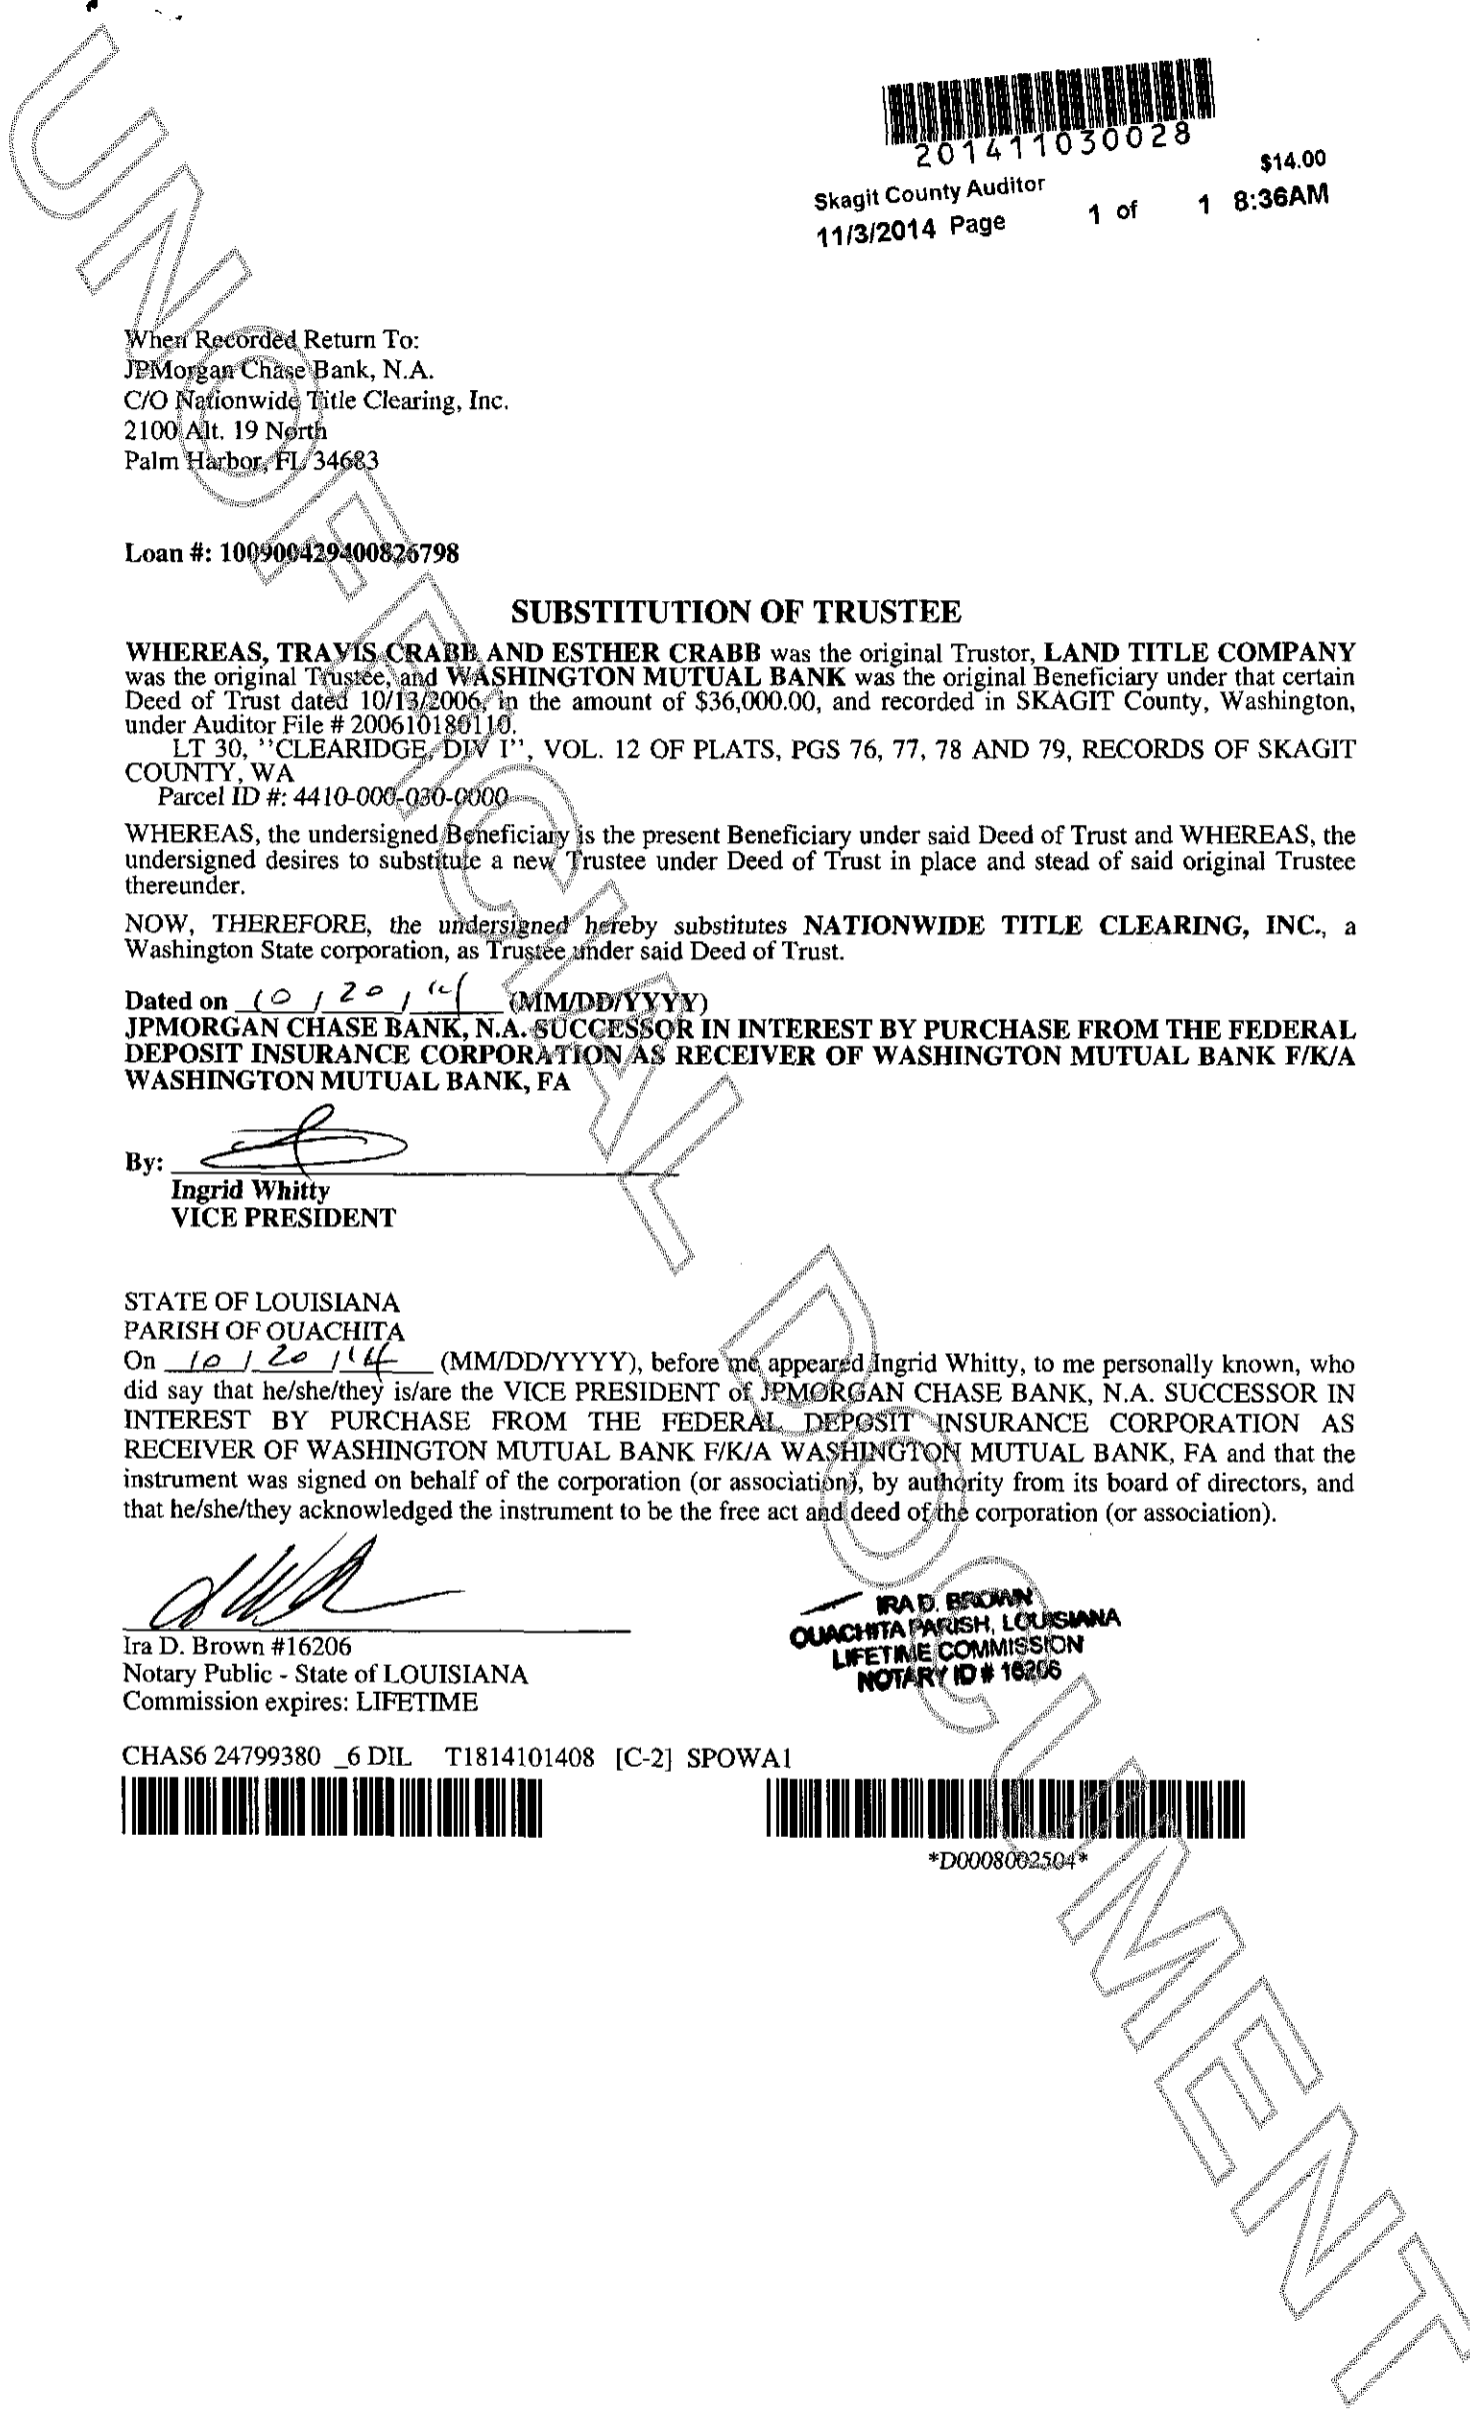 201411030028
$14.00
Skagit County Auditor
11/3/2014 Page 1 of 1 8:36AM
When Recorded Return To:
JPMorgan Chase Bank, N.A.
C/O Nationwide Title Clearing, Inc.
2100 Alt. 19 North
Palm Harbor, FL 34683
Loan #: 100900429400826798
SUBSTITUTION OF TRUSTEE
WHEREAS, TRAVIS CRABB AND ESTHER CRABB was the original Trustor, LAND TITLE COMPANY
was the original Trustee, and WASHINGTON MUTUAL BANK was the original Beneficiary under that certain
Deed of Trust dated 10/13/2006, in the amount of $36,000.00, and recorded in SKAGIT County, Washington,
under Auditor File # 200610180110.
LT 30, ''CLEARIDGE, DIV I'', VOL. 12 OF PLATS, PGS 76, 77, 78 AND 79, RECORDS OF SKAGIT
COUNTY, WA
Parcel ID #: 4410-000-030-0000
WHEREAS, the undersigned Beneficiary is the present Beneficiary under said Deed of Trust and WHEREAS, the
undersigned desires to substitute a new Trustee under Deed of Trust in place and stead of said original Trustee
thereunder.
NOW, THEREFORE, the undersigned hereby substitutes NATIONWIDE TITLE CLEARING, INC., a
Washington State corporation, as Trustee under said Deed of Trust.
Dated on 10 / 20 / 14 (MM/DD/YYYY)
JPMORGAN CHASE BANK, N.A. SUCCESSOR IN INTEREST BY PURCHASE FROM THE FEDERAL
DEPOSIT INSURANCE CORPORATION AS RECEIVER OF WASHINGTON MUTUAL BANK F/K/A
WASHINGTON MUTUAL BANK, FA
By:
Ingrid Whitty
VICE PRESIDENT
STATE OF LOUISIANA
PARISH OF OUACHITA
On 10 / 20 / 14 (MM/DD/YYYY), before me appeared Ingrid Whitty, to me personally known, who
did say that he/she/they is/are the VICE PRESIDENT of JPMORGAN CHASE BANK, N.A. SUCCESSOR IN
INTEREST BY PURCHASE FROM THE FEDERAL DEPOSIT INSURANCE CORPORATION AS
RECEIVER OF WASHINGTON MUTUAL BANK F/K/A WASHINGTON MUTUAL BANK, FA and that the
instrument was signed on behalf of the corporation (or association), by authority from its board of directors, and
that he/she/they acknowledged the instrument to be the free act and deed of the corporation (or association).
Ira D. Brown #16206
Notary Public - State of LOUISIANA
Commission expires: LIFETIME
IRA D. BROWN
OUACHITA PARISH, LOUISIANA
LIFETIME COMMISSION
NOTARY ID # 16206
CHAS6 24799380 _6 DIL T1814101408 [C-2] SPOWA1
*D0008002504*
UNOFFICIAL DOCUMENT